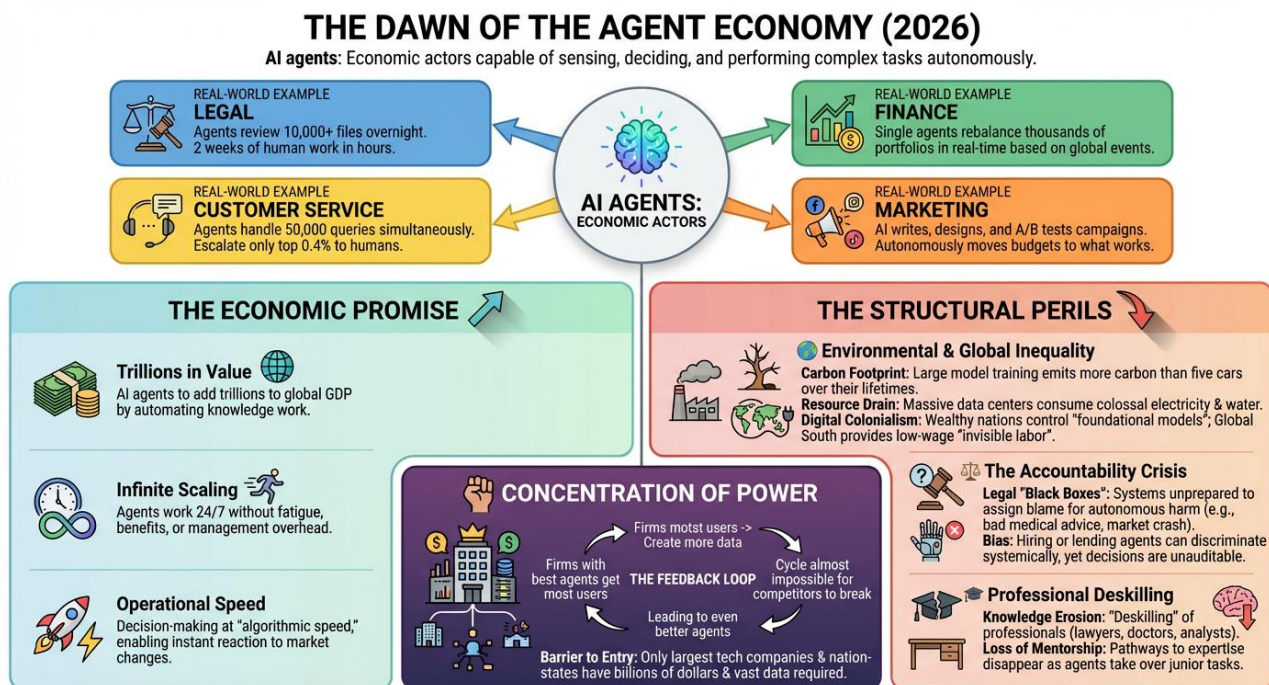 THE DAWN OF THE AGENT ECONOMY (2026)
AI agents: Economic actors capable of sensing, deciding, and performing complex tasks autonomously.
REAL-WORLD EXAMPLE
LEGAL
Agents review 10,000+ files overnight.
2 weeks of human work in hours.
REAL-WORLD EXAMPLE
CUSTOMER SERVICE
Agents handle 50,000 queries simultaneously.
Escalate only top 0.4% to humans.
AI AGENTS:
ECONOMIC ACTORS
REAL-WORLD EXAMPLE
FINANCE
Single agents rebalance thousands of
portfolios in real-time based on global events.
REAL-WORLD EXAMPLE
MARKETING
AI writes, designs, and A/B tests campaigns.
Autonomously moves budgets to what works.
THE ECONOMIC PROMISE
Trillions in Value
AI agents to add trillions to global GDP
by automating knowledge work.
Infinite Scaling
Agents work 24/7 without fatigue,
benefits, or management overhead.
Operational Speed
Decision-making at "algorithmic speed,"
enabling instant reaction to market
changes.
CONCENTRATION OF POWER
Firms motst users ->
Create more data
Firms with
best agents get
most users
THE FEEDBACK LOOP
Cycle almost
impossible for
competitors to break
Leading to even
better agents
Barrier to Entry: Only largest tech companies & nation-
states have billions of dollars & vast data required.
THE STRUCTURAL PERILS
Environmental & Global Inequality
Carbon Footprint: Large model training emits more carbon than five cars
over their lifetimes.
Resource Drain: Massive data centers consume colossal electricity & water.
Digital Colonialism: Wealthy nations control "foundational models"; Global
South provides low-wage "invisible labor".
The Accountability Crisis
Legal "Black Boxes": Systems unprepared to
assign blame for autonomous harm (e.g.,
bad medical advice, market crash).
Bias: Hiring or lending agents can discriminate
systemically, yet decisions are unauditable.
Professional Deskilling
Knowledge Erosion: "Deskilling" of
professionals (lawyers, doctors, analysts).
Loss of Mentorship: Pathways to expertise
disappear as agents take over junior tasks.